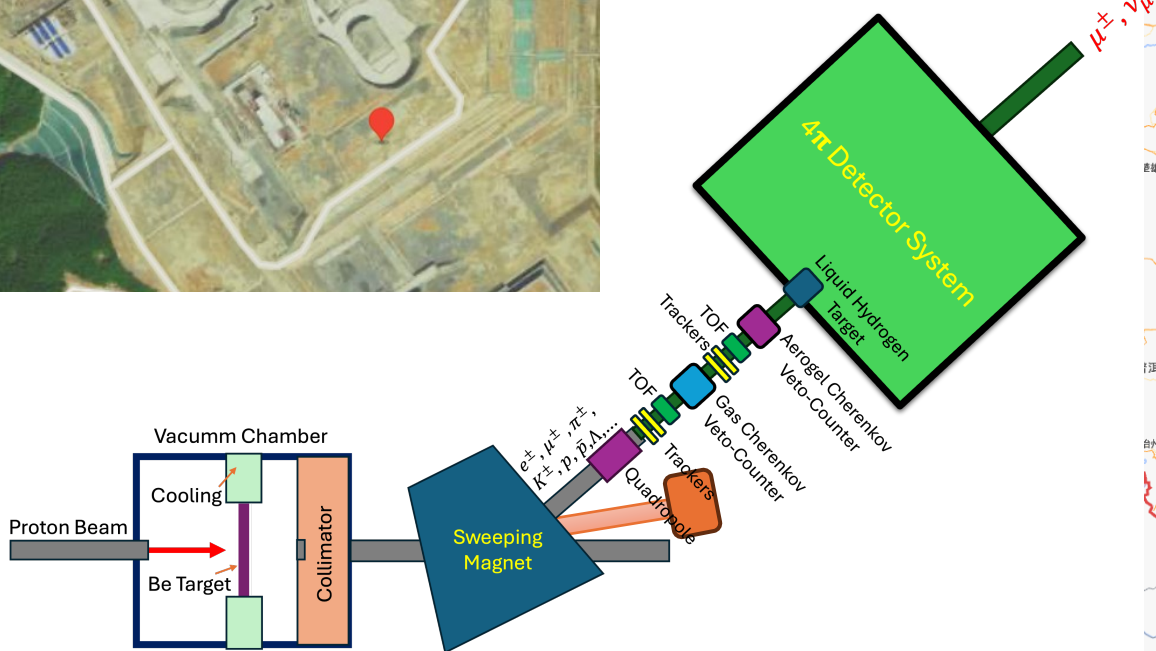 μ±, ν
4π Detector System
Liquid Hydrogen
Target
TOF
Trackers
Aerogel Cherenkov
Veto-Counter
TOF
Gas Cherenkov
Veto-Counter
e±, μ± ,π±,
K±, p, p̄,Λ,...
Trackers
Quadropole
Vacumm Chamber
Cooling
Proton Beam
Be Target
Collimator
Sweeping
Magnet